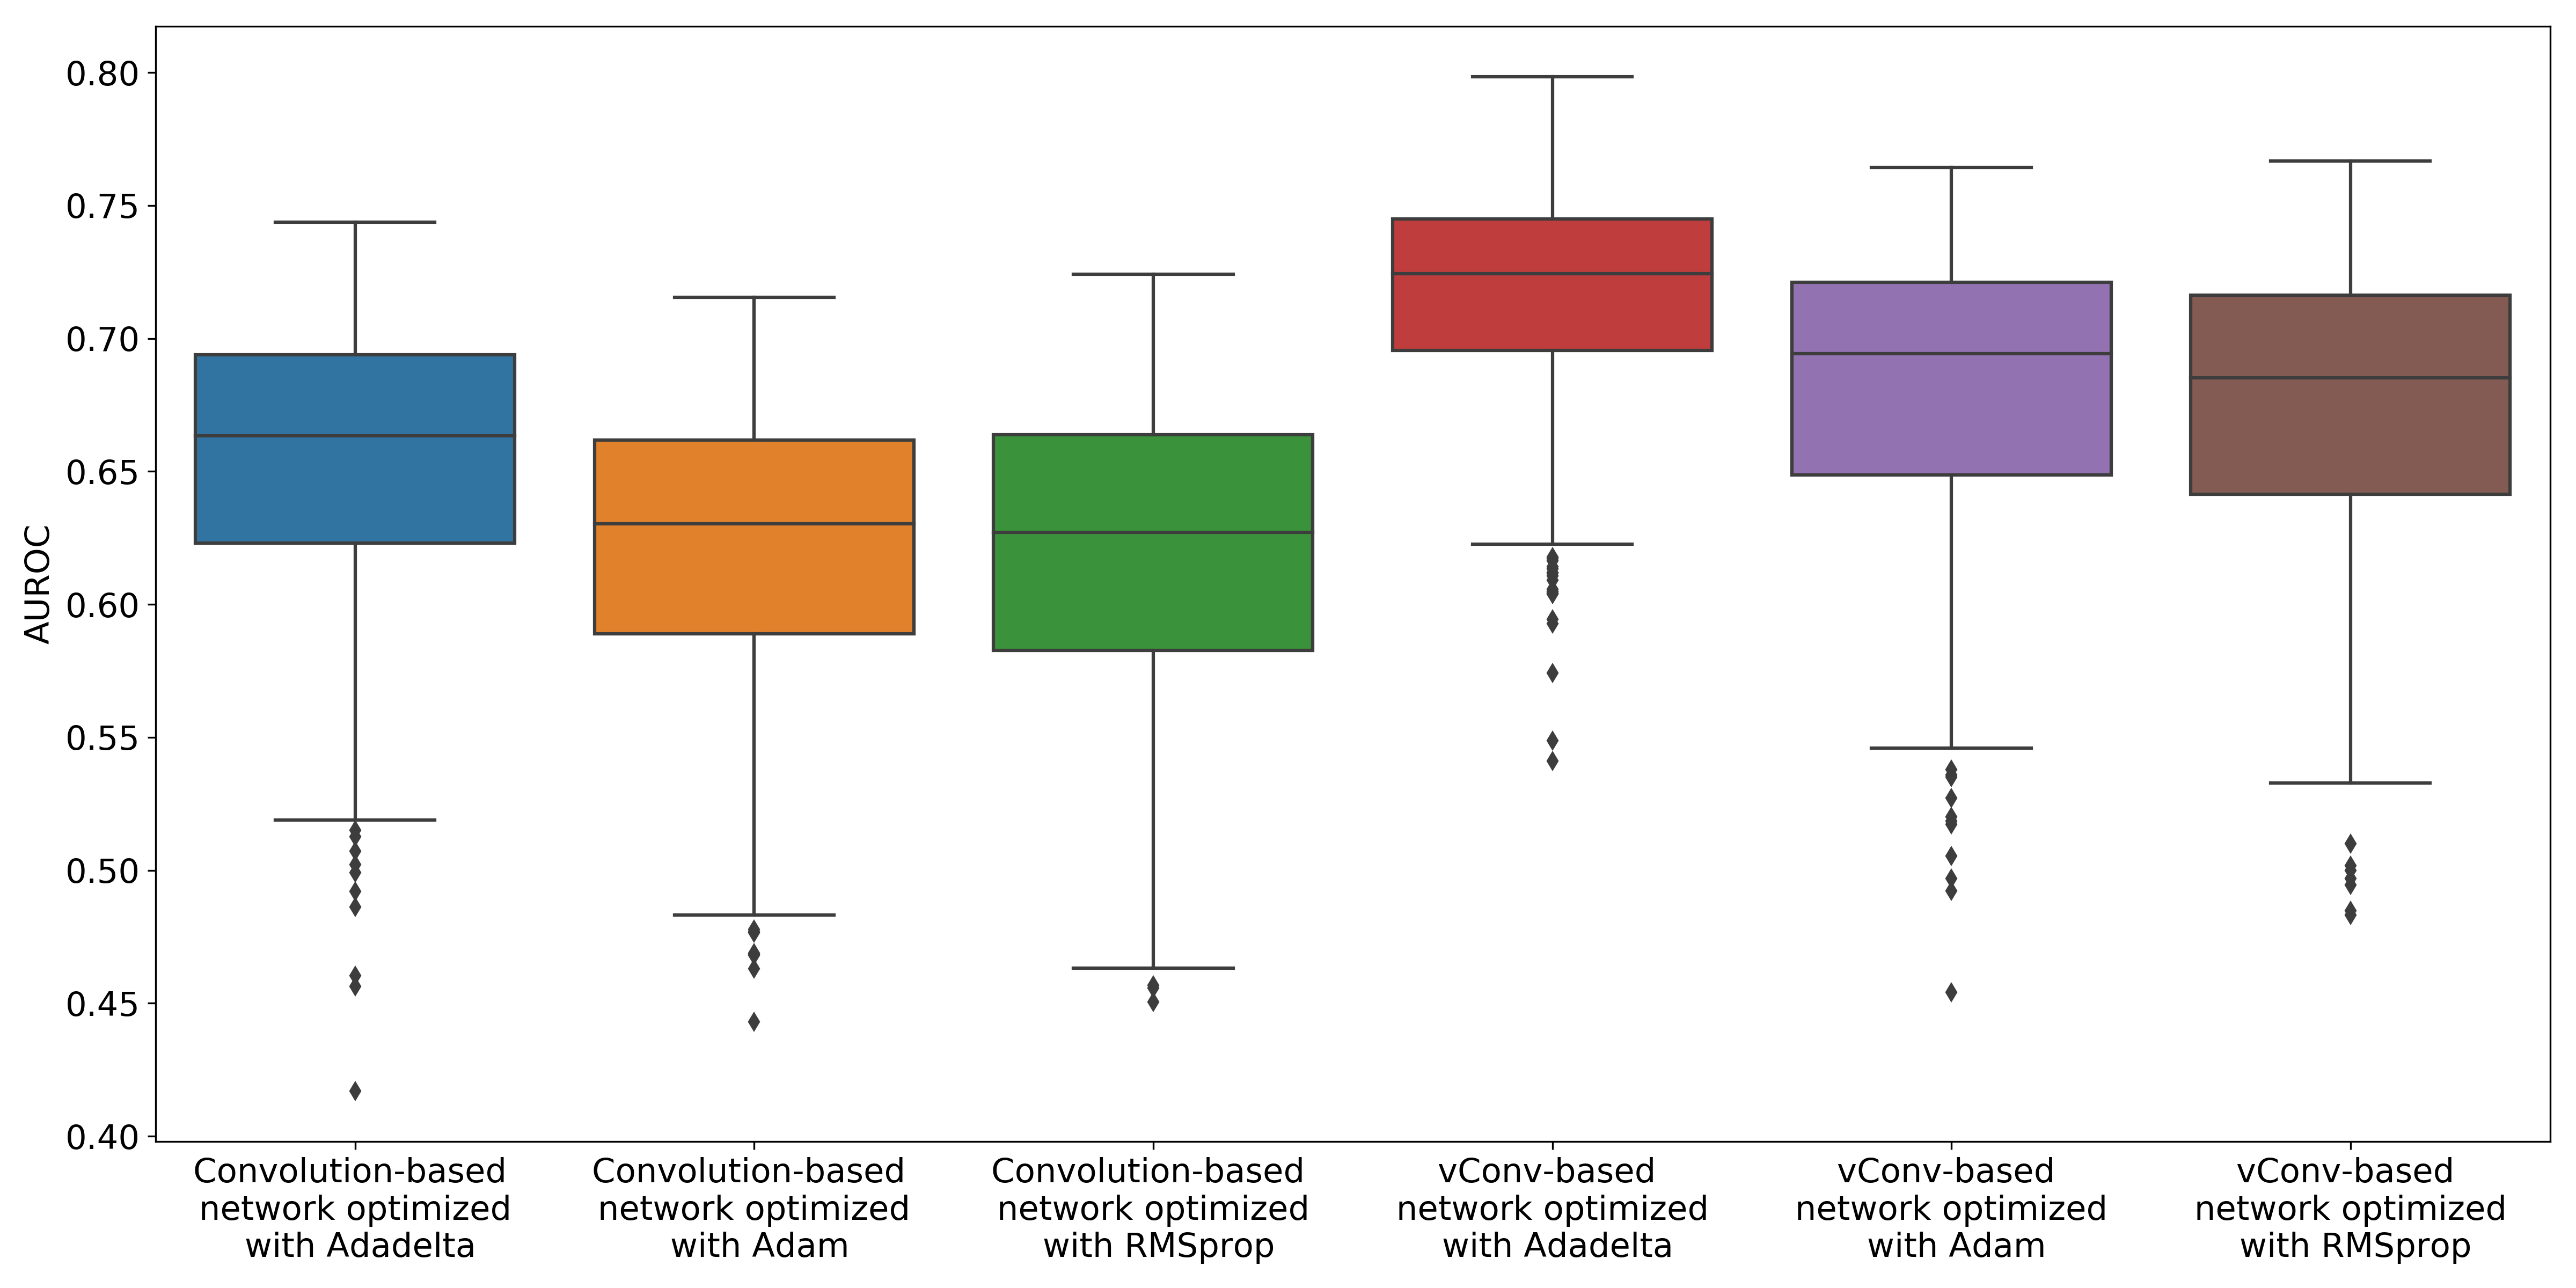 0.80
0.75
0.70
0.65
0.60
0.55
0.50
0.45
0.40
AUROC
Convolution-based
network optimized
with Adadelta
Convolution-based
network optimized
with Adam
Convolution-based
network optimized
with RMSprop
vConv-based
network optimized
with Adadelta
vConv-based
network optimized
with Adam
vConv-based
network optimized
with RMSprop